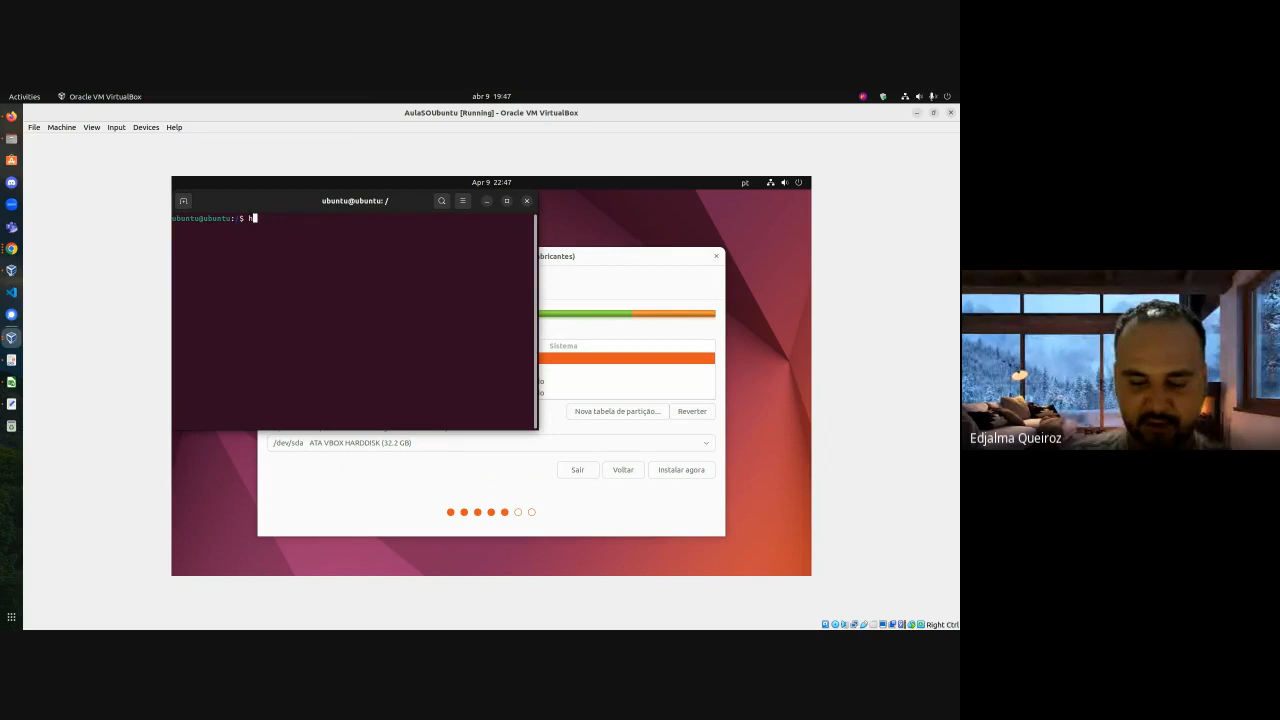 Activities
Oracle VM VirtualBox
abr 9 19:47
AulaSOUbuntu [Running] - Oracle VM VirtualBox
File Machine View Input Devices Help
Apr 9 22:47
pt
ubuntu@ubuntu: /
ubuntu@ubuntu:/$ h
bricantes)
Sistema
o
o
Nova tabela de partição...
Reverter
/dev/sda ATA VBOX HARDDISK (32.2 GB)
Sair
Voltar
Instalar agora
Edjalma Queiroz
Right Ctrl